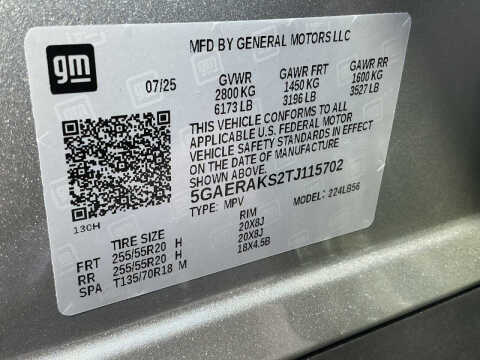 gm
MFD BY GENERAL MOTORS LLC
07/25 GVWR GAWR FRT GAWR RR
2800 KG 1450 KG 1600 KG
6173 LB 3196 LB 3527 LB
THIS VEHICLE CONFORMS TO ALL
APPLICABLE U.S. FEDERAL MOTOR
VEHICLE SAFETY STANDARDS IN EFFECT
ON THE DATE OF MANUFACTURE
SHOWN ABOVE.
5GAERAKS2TJ115702
TYPE: MPV MODEL: 224LB56
13CH
TIRE SIZE RIM
FRT 255/55R20 H 20X8J
RR 255/55R20 H 20X8J
SPA T135/70R18 M 18X4.5B